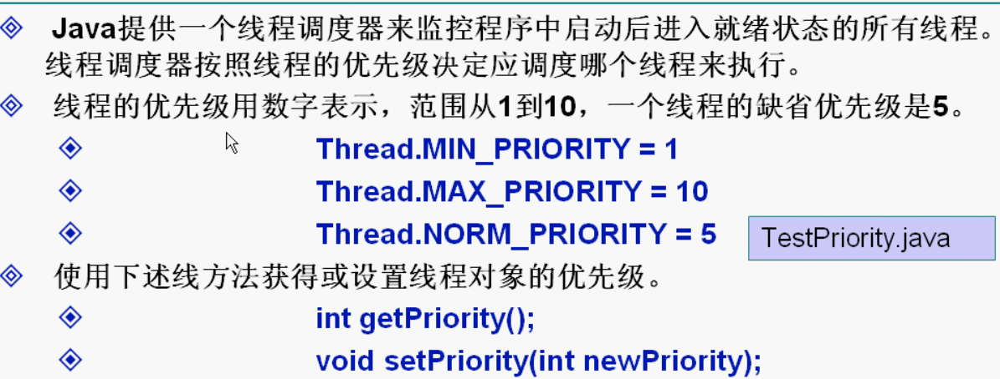 Java提供一个线程调度器来监控程序中启动后进入就绪状态的所有线程。
线程调度器按照线程的优先级决定应调度哪个线程来执行。
线程的优先级用数字表示，范围从1到10，一个线程的缺省优先级是5。
Thread.MIN_PRIORITY = 1
Thread.MAX_PRIORITY = 10
Thread.NORM_PRIORITY = 5
TestPriority.java
使用下述线方法获得或设置线程对象的优先级。
int getPriority();
void setPriority(int newPriority);